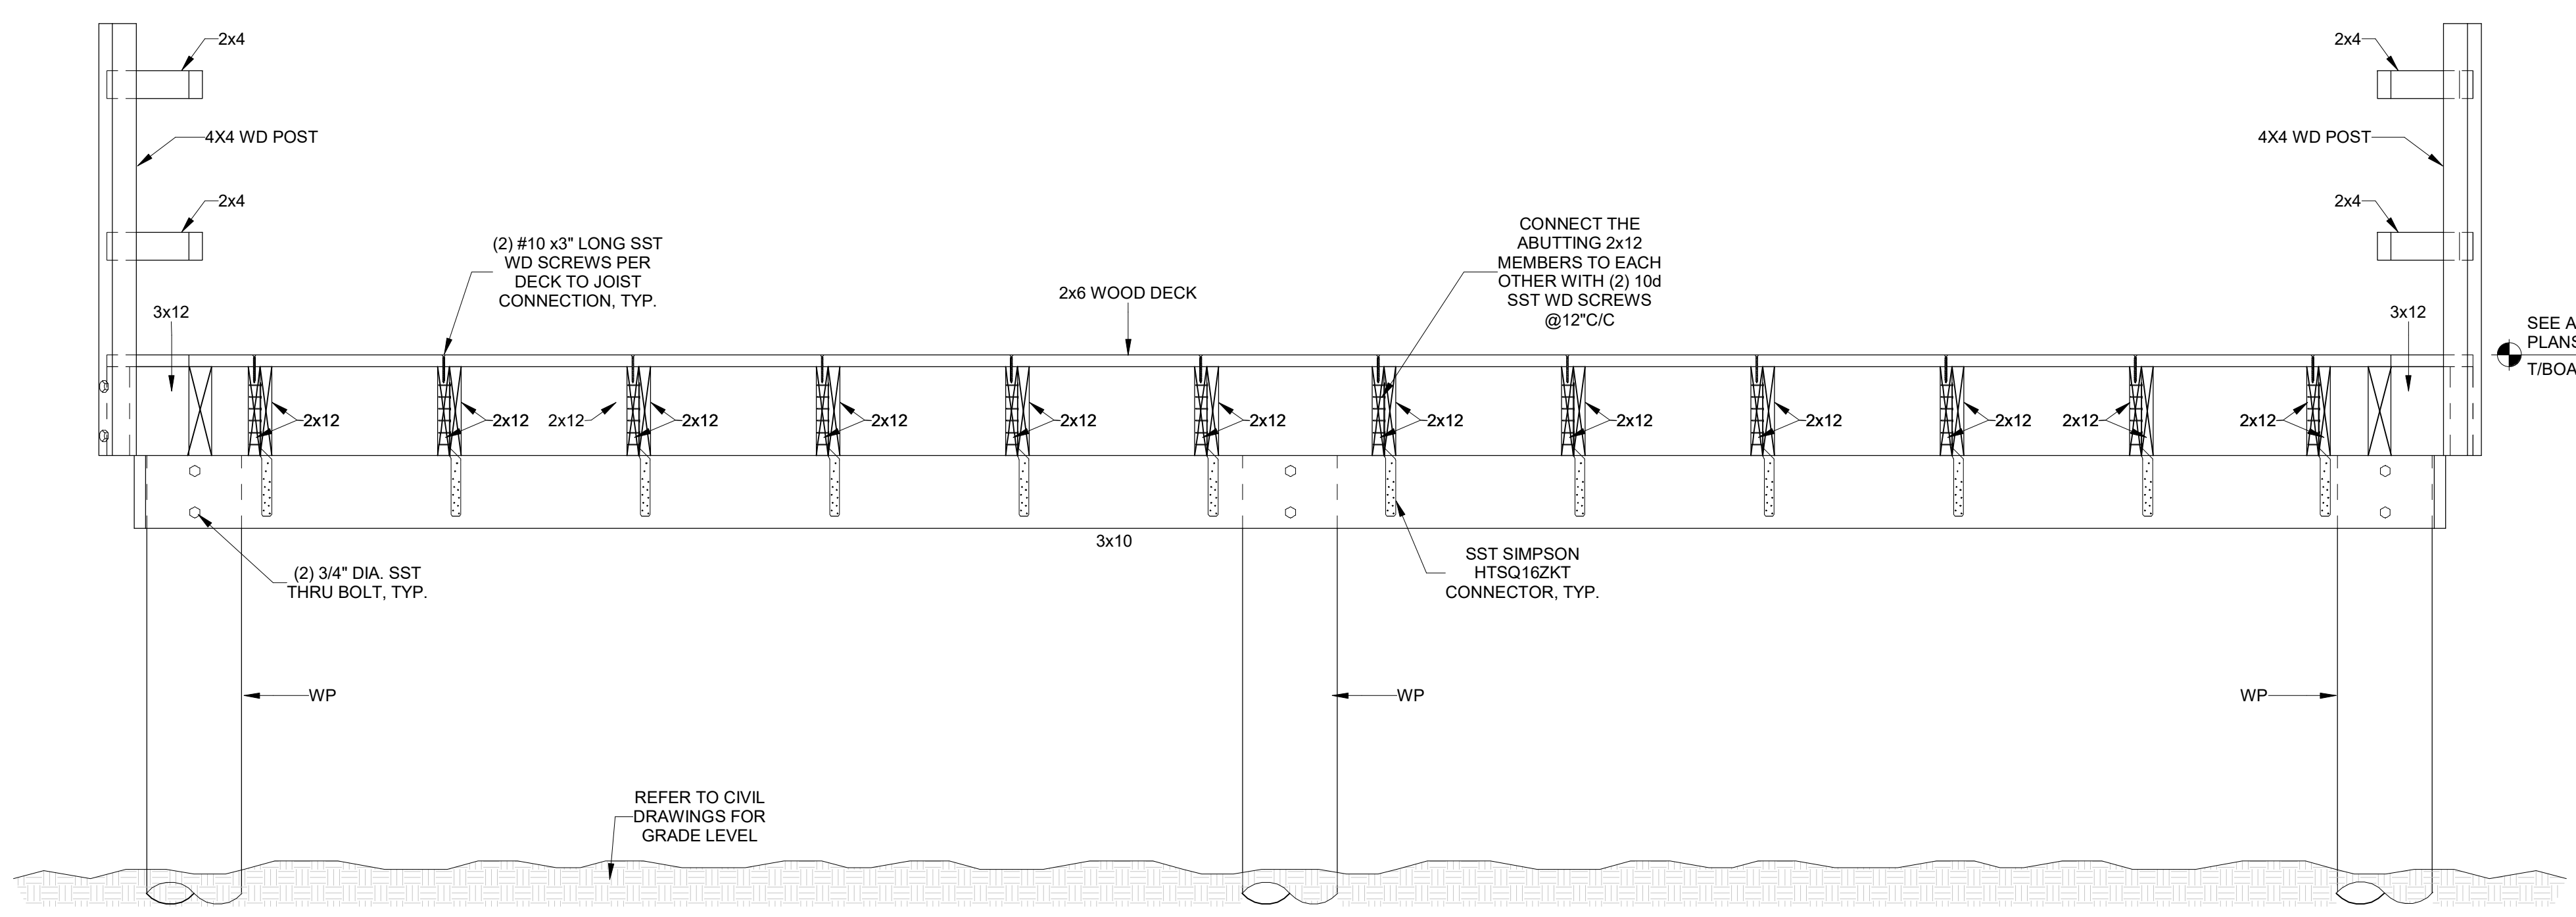 2x4
2x4
4X4 WD POST
4X4 WD POST
2x4
2x4
(2) #10 x3" LONG SST
WD SCREWS PER
DECK TO JOIST
CONNECTION, TYP.
CONNECT THE
ABUTTING 2x12
MEMBERS TO EACH
OTHER WITH (2) 10d
SST WD SCREWS
@12"C/C
2x6 WOOD DECK
3x12
3x12
SEE A
PLANS
T/BOA
2x12
2x12
2x12
2x12
2x12
2x12
2x12
2x12
2x12
2x12
2x12
2x12
2x12
3x10
(2) 3/4" DIA. SST
THRU BOLT, TYP.
SST SIMPSON
HTSQ16ZKT
CONNECTOR, TYP.
WP
WP
WP
REFER TO CIVIL
DRAWINGS FOR
GRADE LEVEL